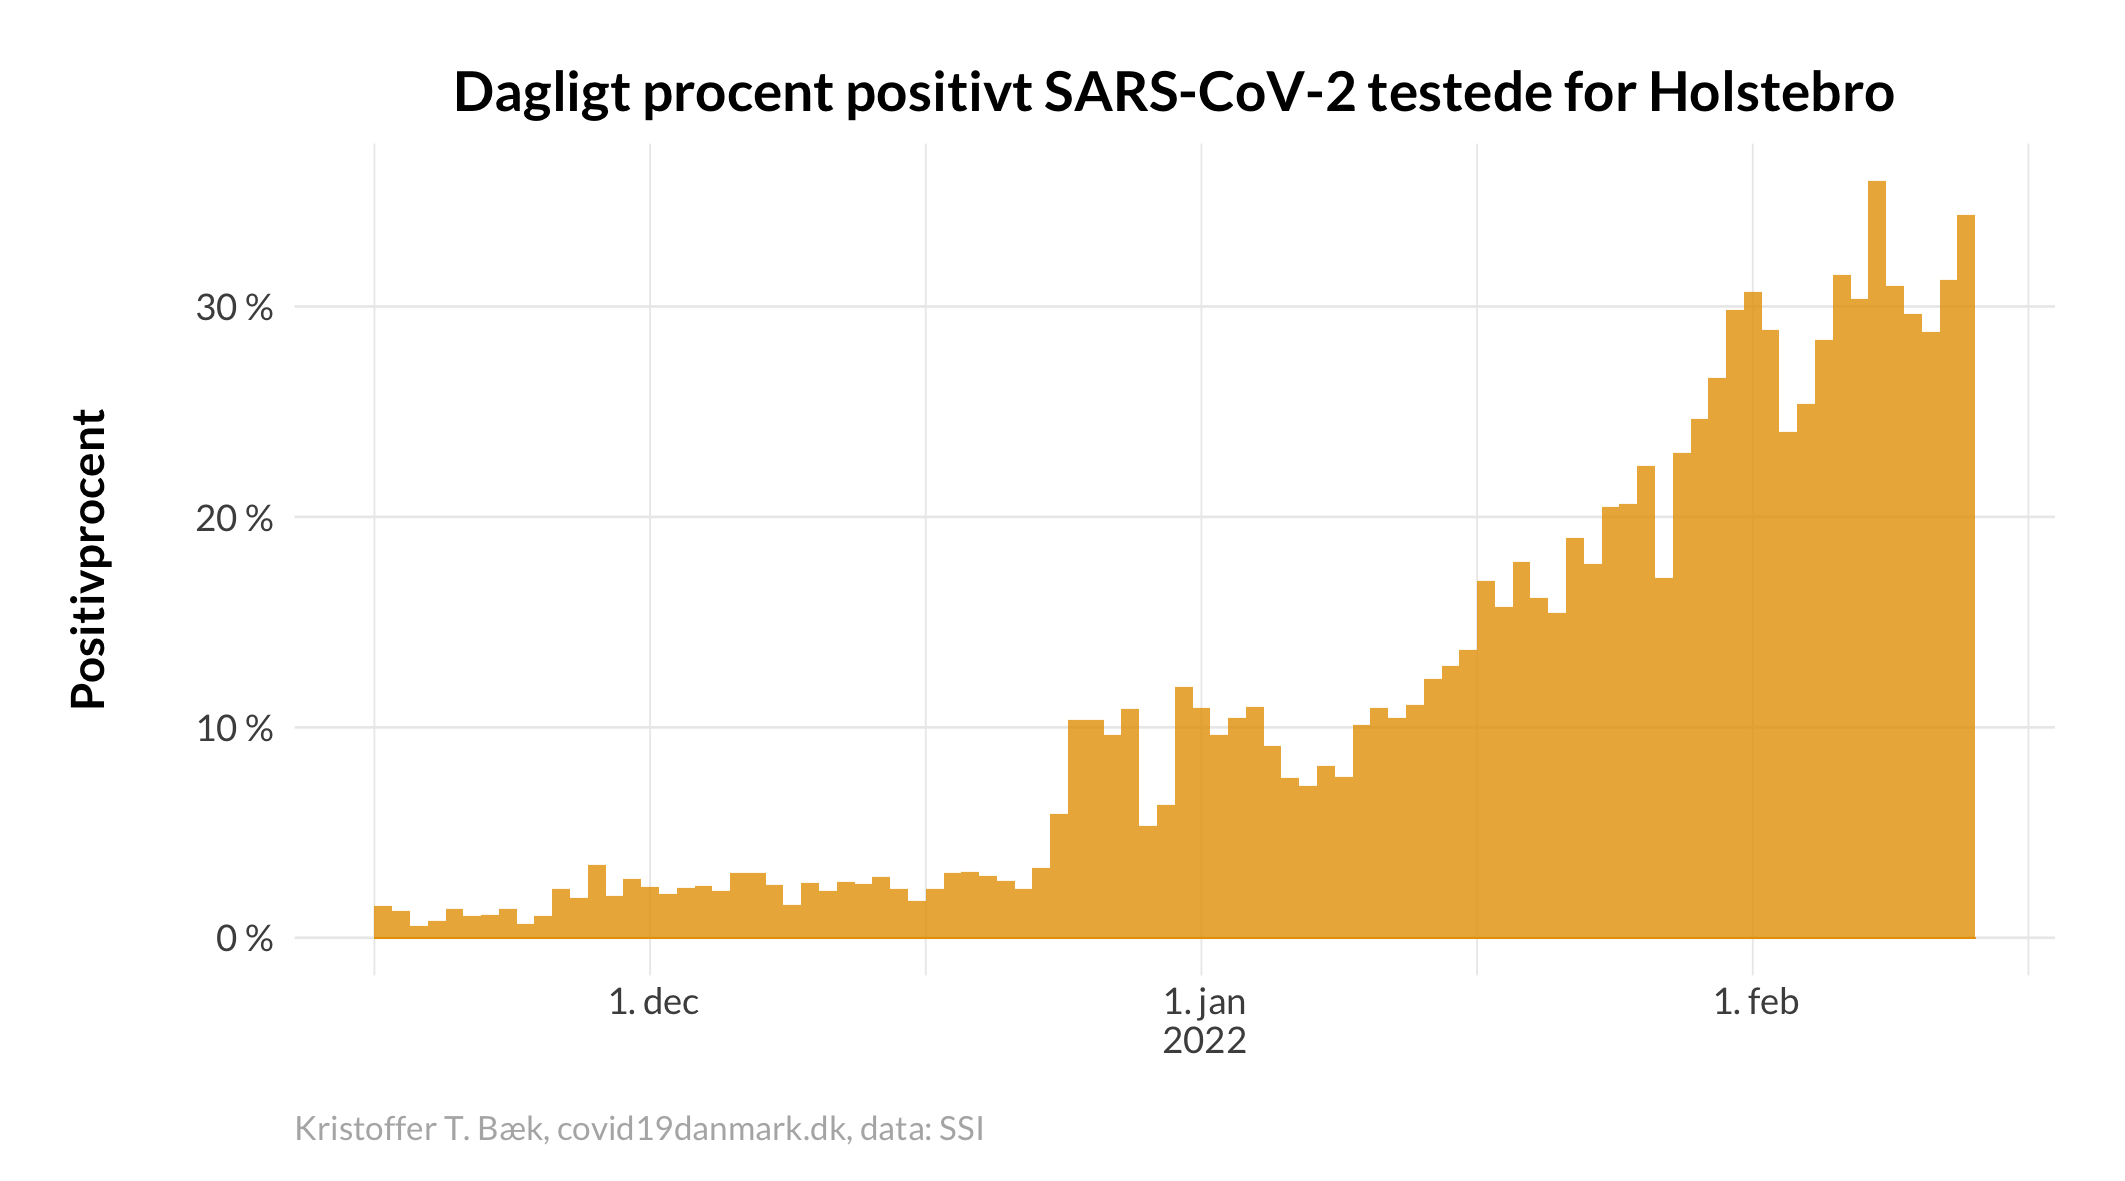 Dagligt procent positivt SARS-CoV-2 testede for Holstebro
Positivprocent
30 %
20 %
10 %
0 %
1. dec
1. jan
2022
1. feb
Kristoffer T. Bæk, covid19danmark.dk, data: SSI